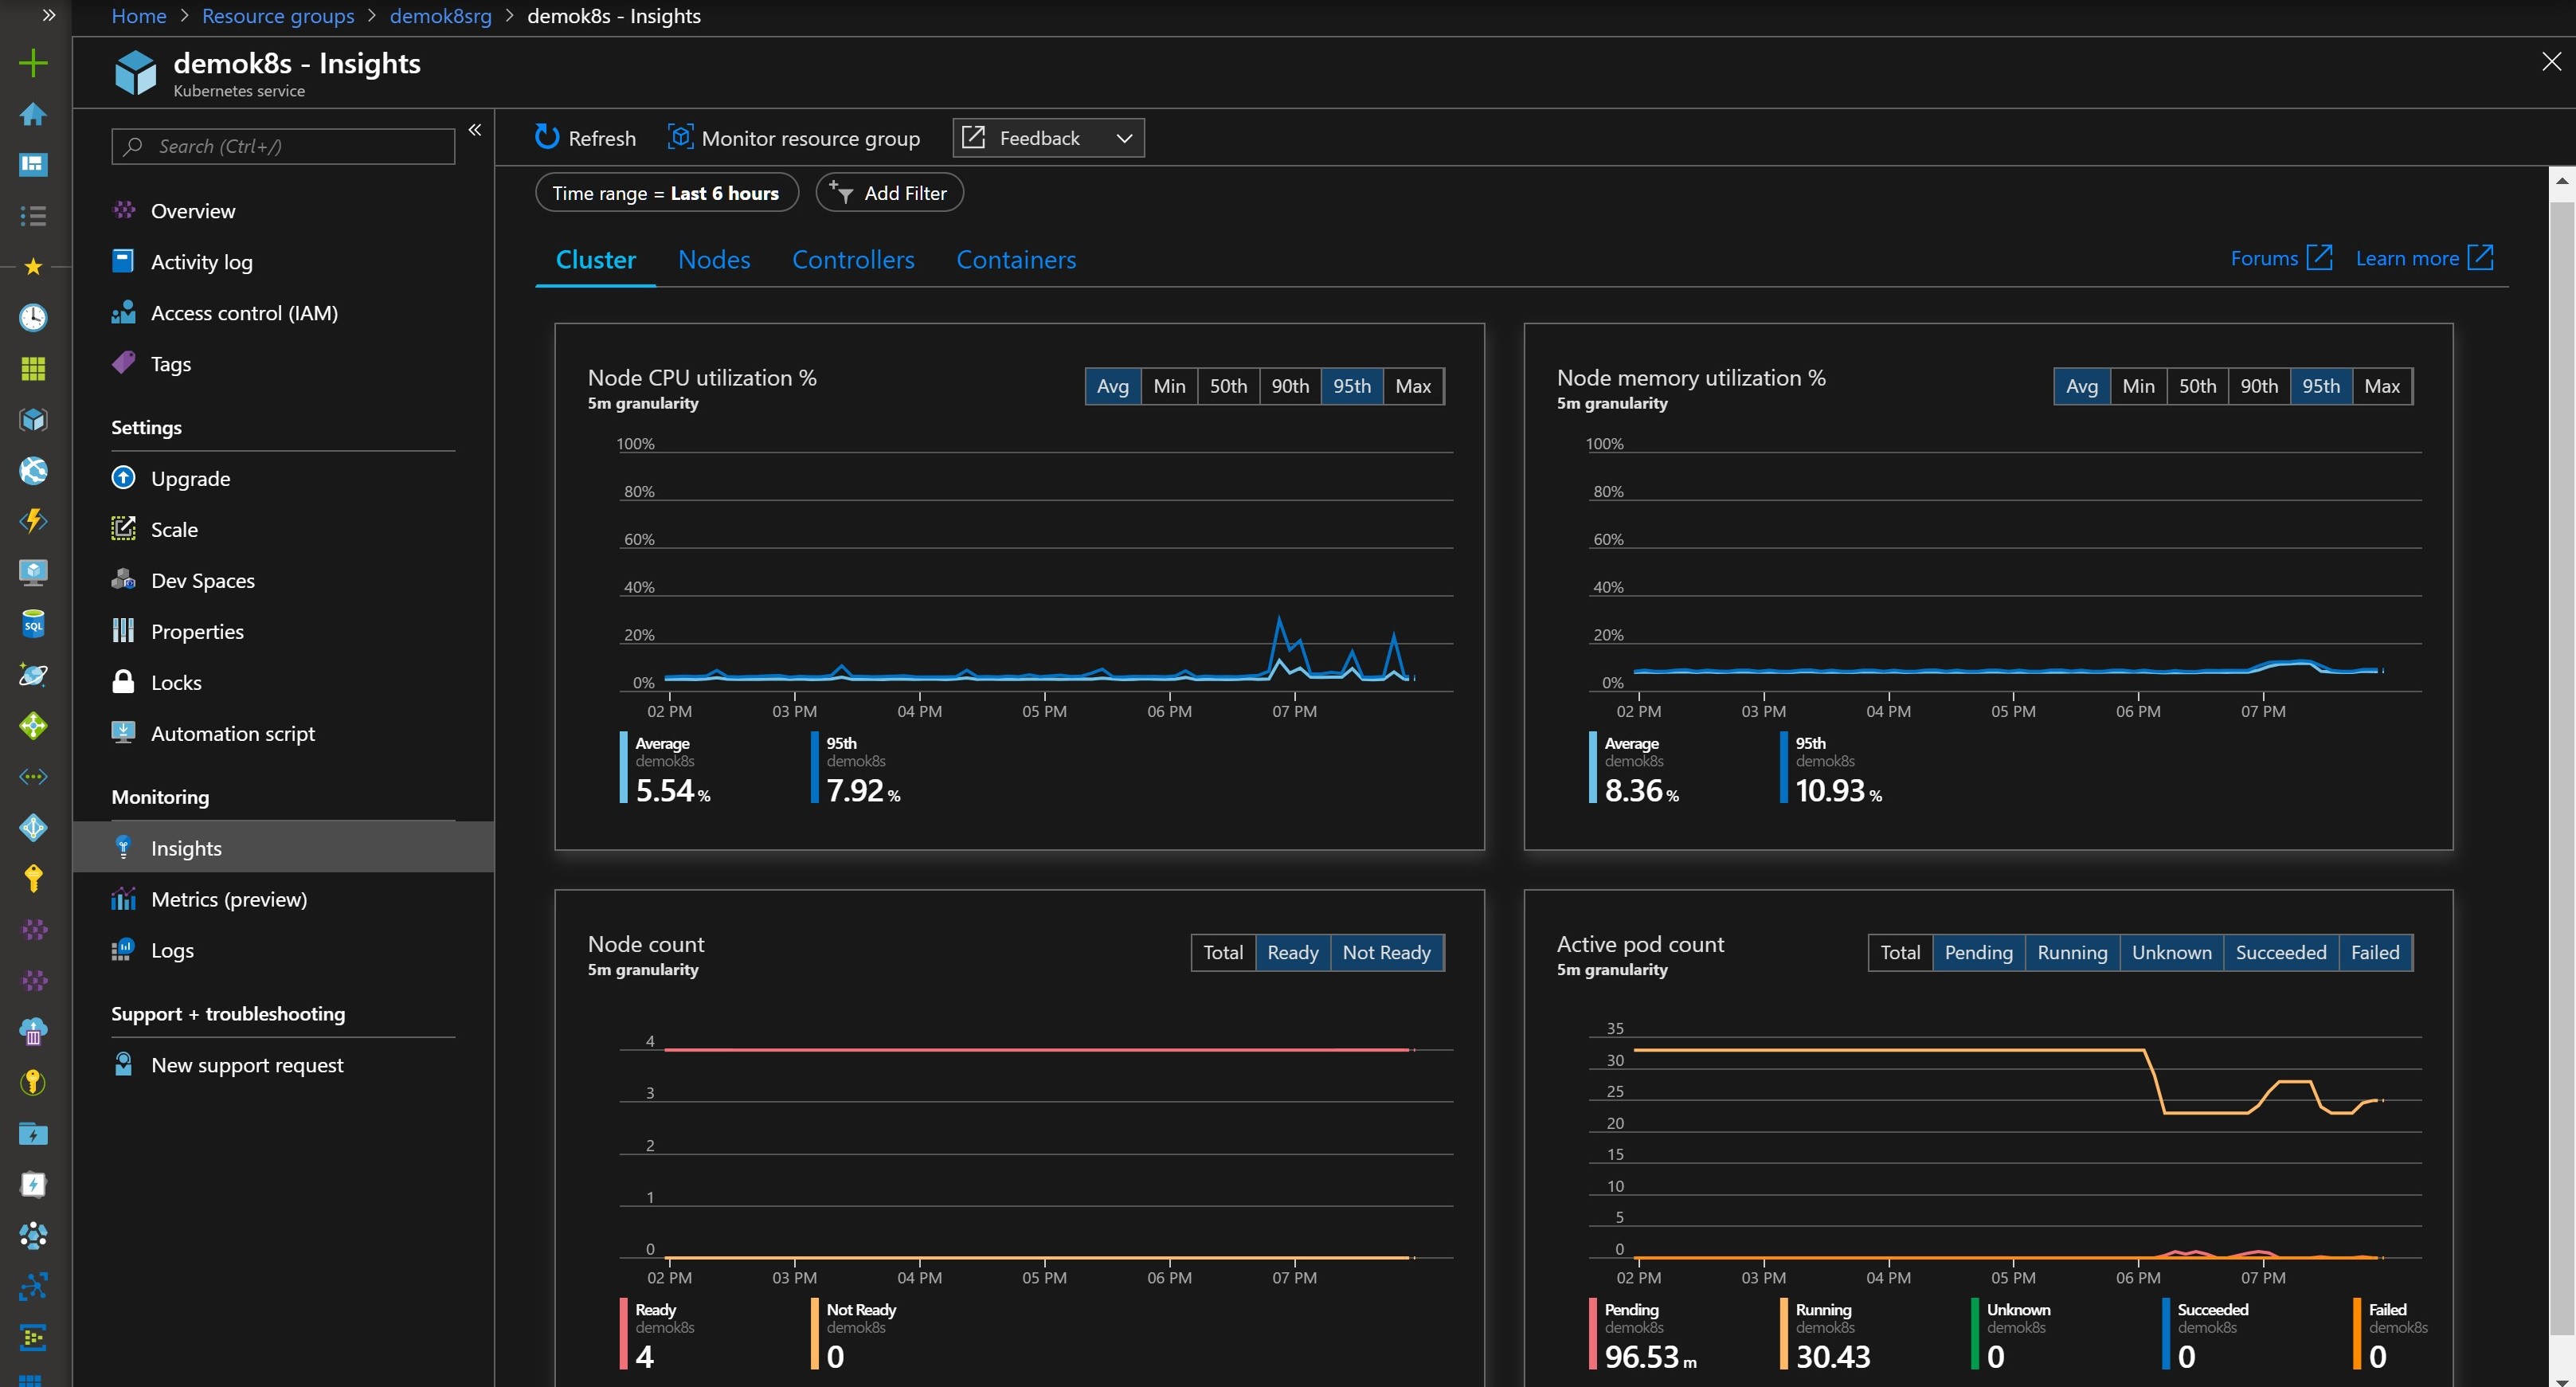 Home > Resource groups > demok8srg > demok8s - Insights
demok8s - Insights
Kubernetes service
Search (Ctrl+/)
Overview
Activity log
Access control (IAM)
Tags
Settings
Upgrade
Scale
Dev Spaces
Properties
Locks
Automation script
Monitoring
Insights
Metrics (preview)
Logs
Support + troubleshooting
New support request
SQL
Refresh Monitor resource group Feedback
Time range = Last 6 hours Add Filter
Cluster Nodes Controllers Containers Forums Learn more
Node CPU utilization %
5m granularity
Avg Min 50th 90th 95th Max
100%
80%
60%
40%
20%
0%
02 PM 03 PM 04 PM 05 PM 06 PM 07 PM
Average 95th
demok8s demok8s
5.54 % 7.92 %
Node memory utilization %
5m granularity
Avg Min 50th 90th 95th Max
100%
80%
60%
40%
20%
0%
02 PM 03 PM 04 PM 05 PM 06 PM 07 PM
Average 95th
demok8s demok8s
8.36 % 10.93 %
Node count
5m granularity
Total Ready Not Ready
4
3
2
1
0
02 PM 03 PM 04 PM 05 PM 06 PM 07 PM
Ready Not Ready
demok8s demok8s
4 0
Active pod count
5m granularity
Total Pending Running Unknown Succeeded Failed
35
30
25
20
15
10
5
0
02 PM 03 PM 04 PM 05 PM 06 PM 07 PM
Pending Running Unknown Succeeded Failed
demok8s demok8s demok8s demok8s demok8s
96.53 m 30.43 0 0 0